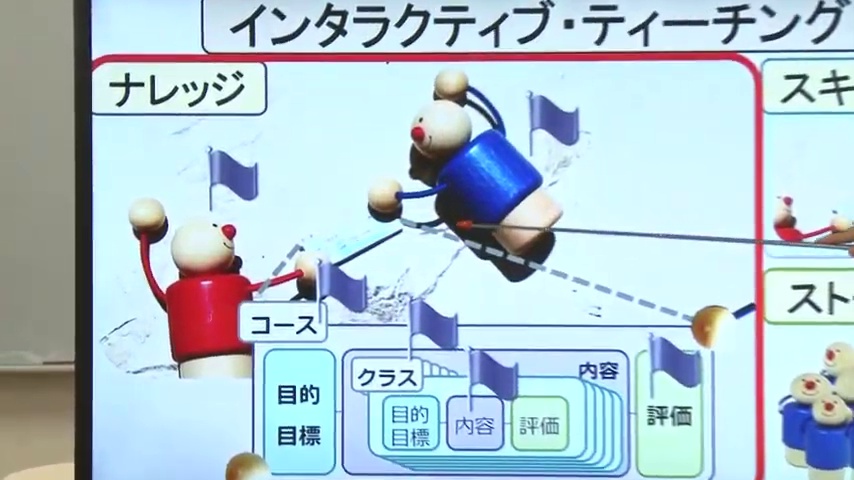 インタラクティブ・ティーチング
ナレッジ
スキ
コース
スト
クラス
内容
目的
目標
目的
目標
内容
評価
評価